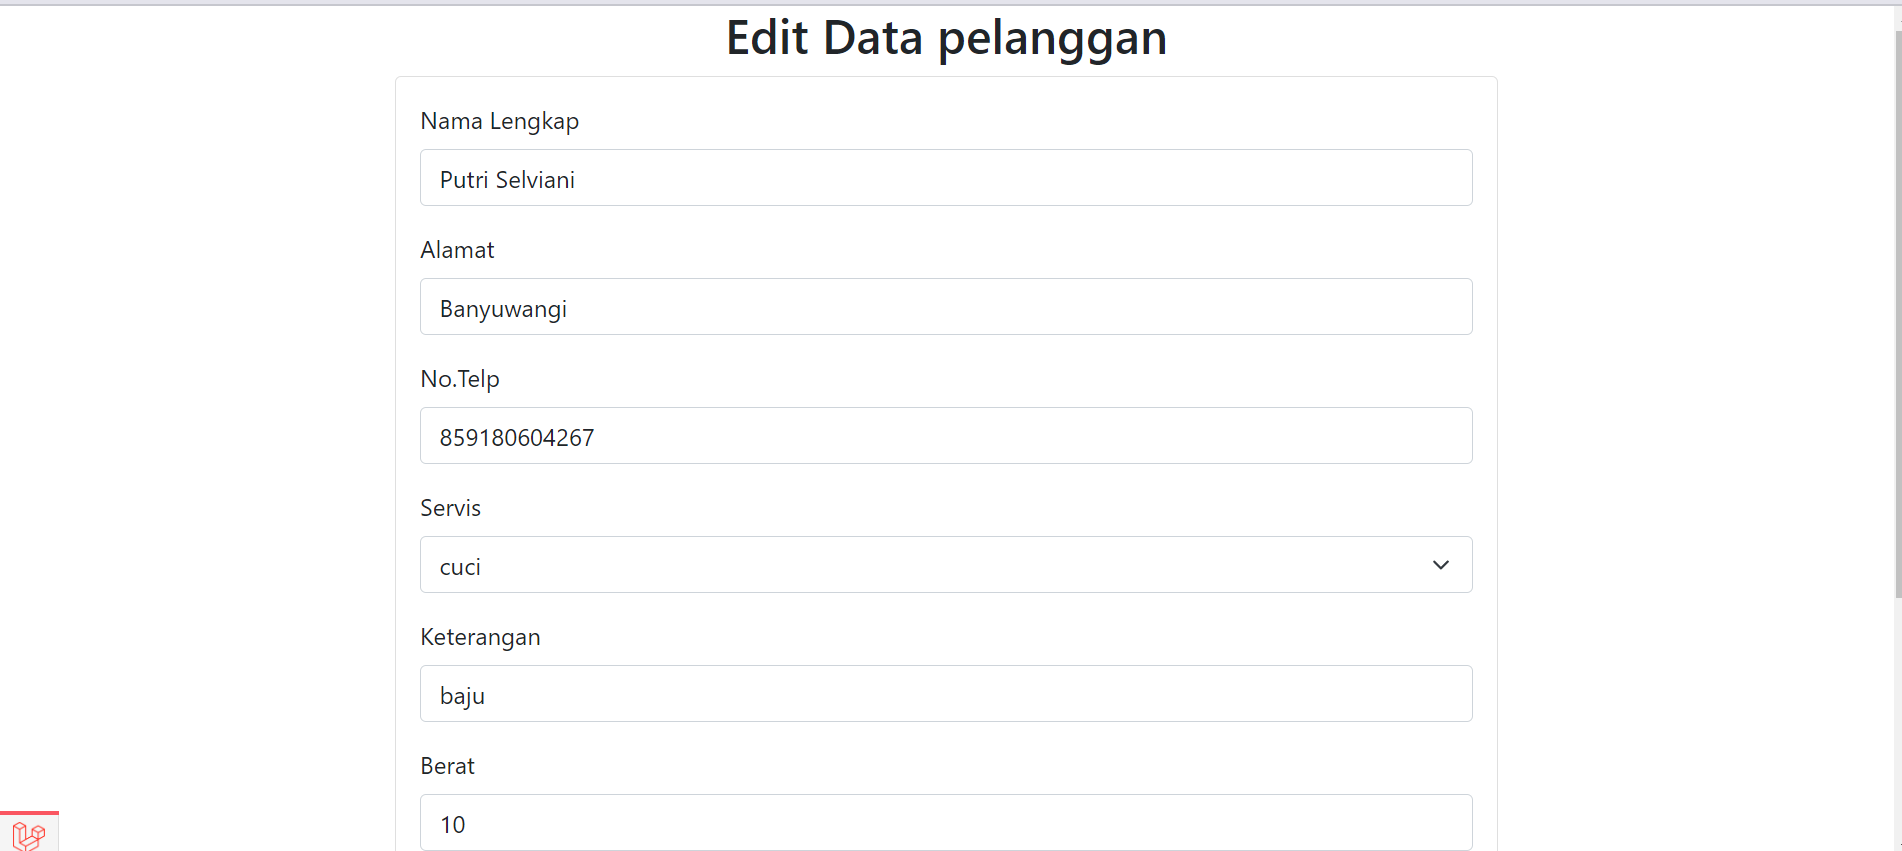 Edit Data pelanggan
Nama Lengkap
Putri Selviani
Alamat
Banyuwangi
No.Telp
859180604267
Servis
cuci
Keterangan
baju
Berat
10